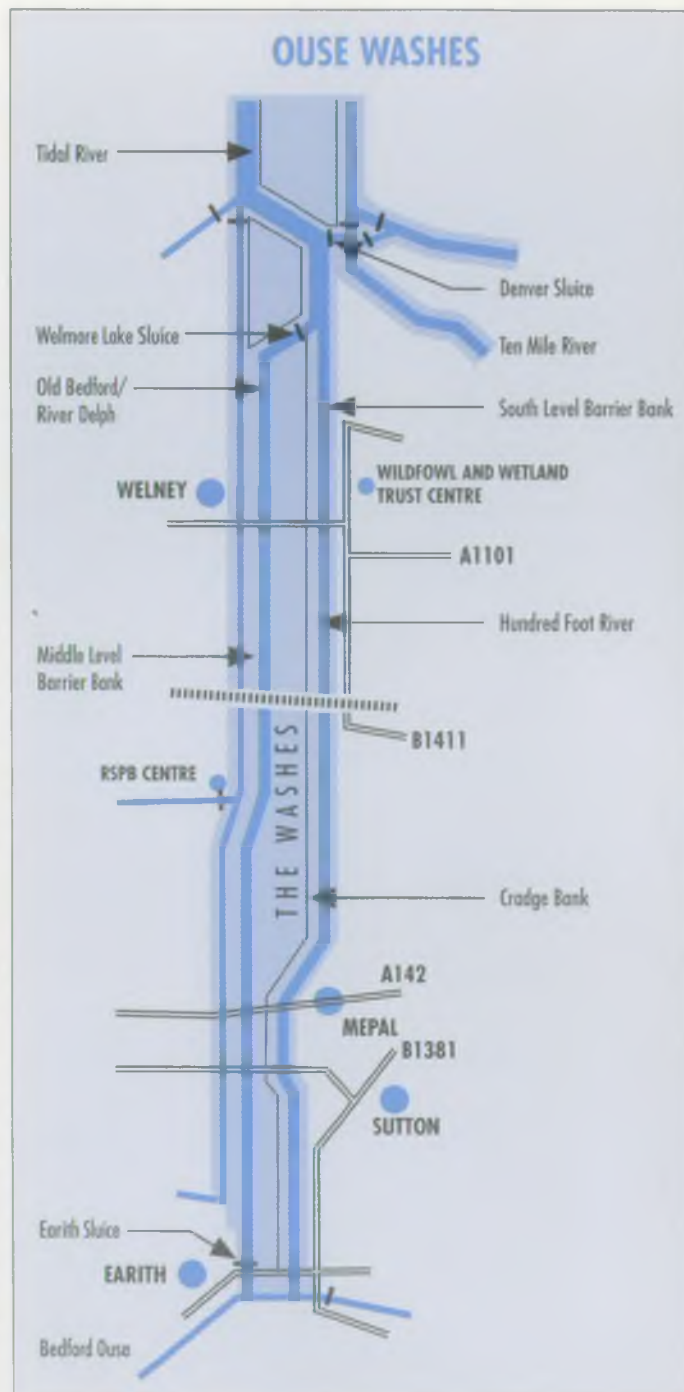 OUSE WASHES
Tidal River
Denver Sluice
Welmore Lake Sluice
Ten Mile River
Old Bedford/
River Delph
South Level Barrier Bank
WELNEY
WILDFOWL AND WETLAND
TRUST CENTRE
A1101
Hundred Foot River
Middle Level
Barrier Bank
B1411
RSPB CENTRE
THE WASHES
Cradge Bank
A142
MEPAL
B1381
SUTTON
Earith Sluice
EARITH
Bedford Ouse